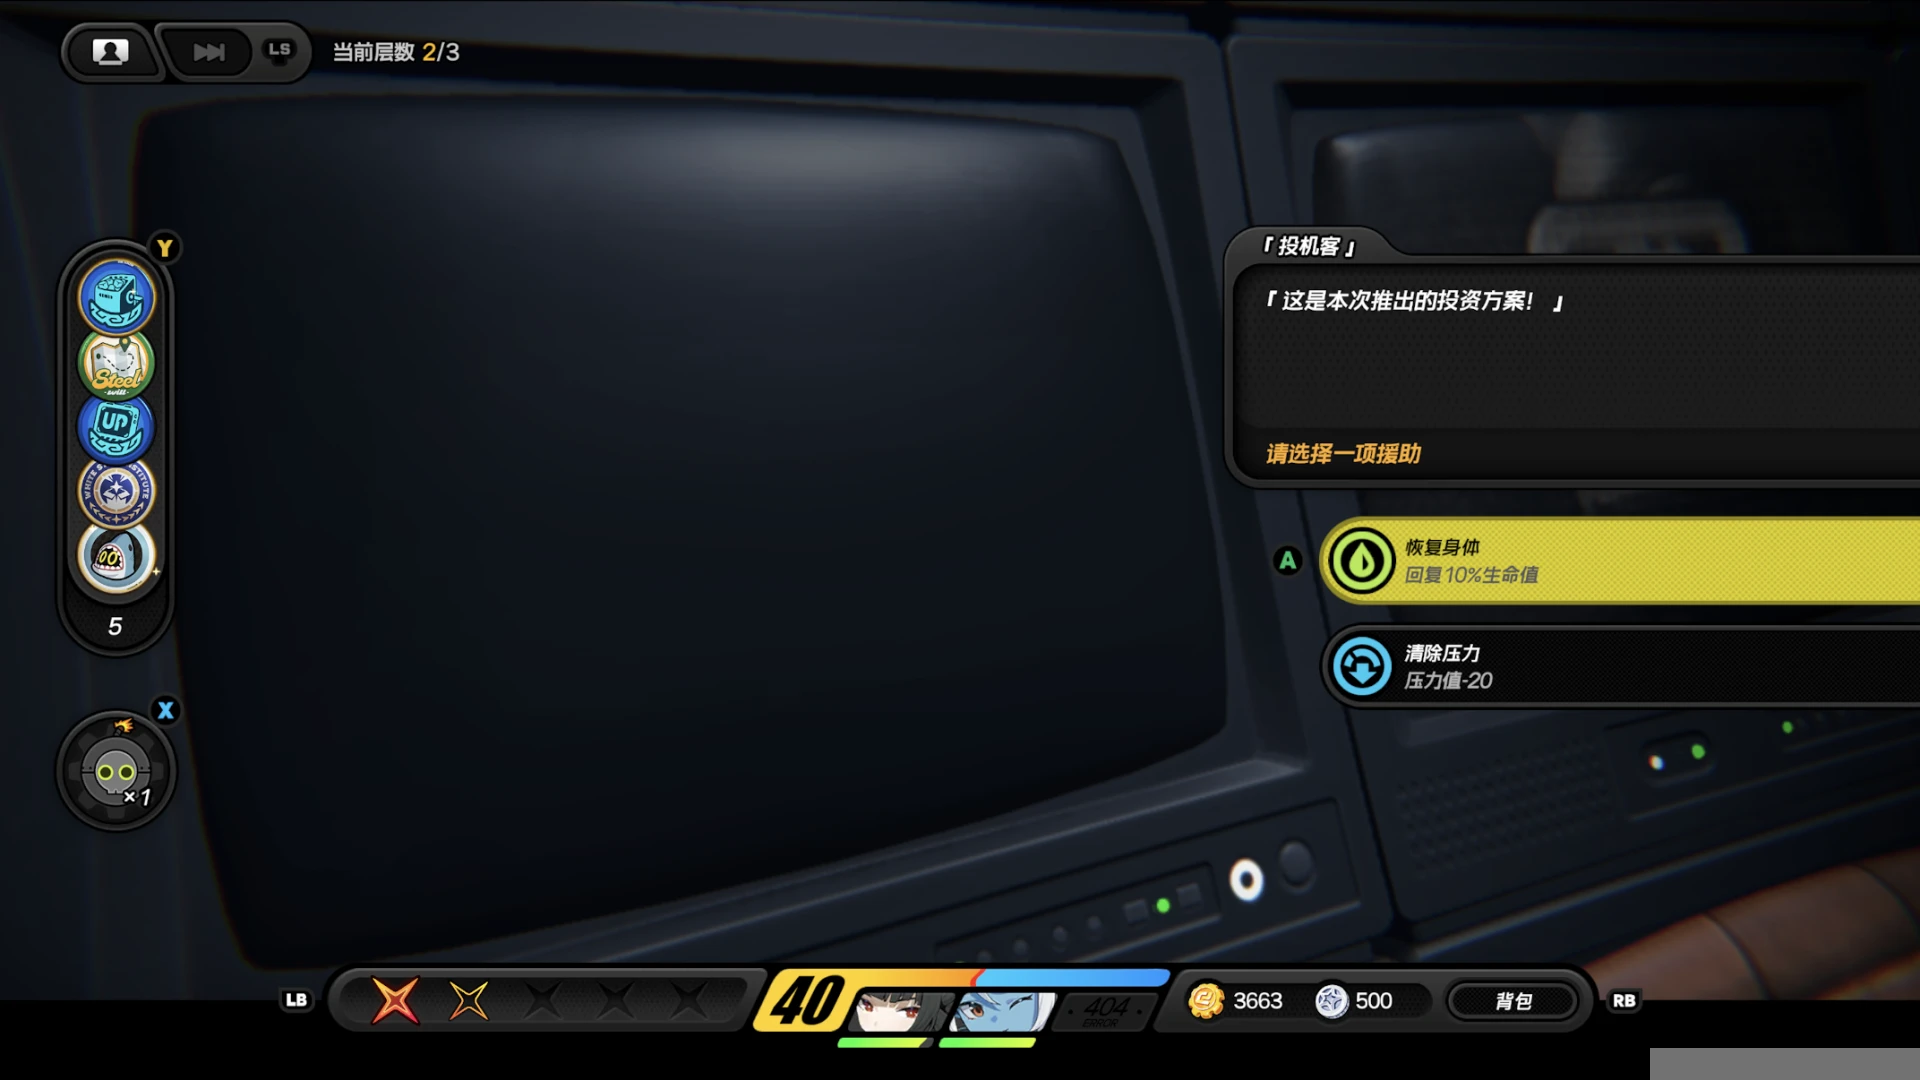 LS
当前层数 2/3
Y
「投机客」
「这是本次推出的投资方案！」
请选择一项援助
Steel
UP
5
A
恢复身体
回复10%生命值
清除压力
压力值-20
X
×1
LB
40
404
ERROR
3663
500
背包
RB